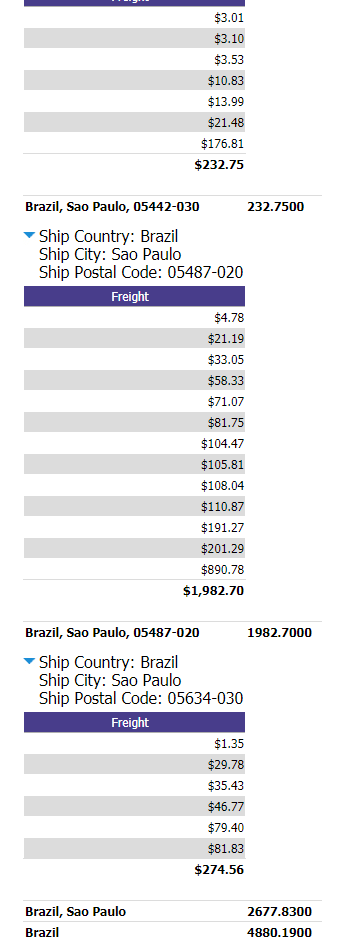 $3.01
$3.10
$3.53
$10.83
$13.99
$21.48
$176.81
$232.75
Brazil, Sao Paulo, 05442-030 232.7500
Ship Country: Brazil
Ship City: Sao Paulo
Ship Postal Code: 05487-020
Freight
$4.78
$21.19
$33.05
$58.33
$71.07
$81.75
$104.47
$105.81
$108.04
$110.87
$191.27
$201.29
$890.78
$1,982.70
Brazil, Sao Paulo, 05487-020 1982.7000
Ship Country: Brazil
Ship City: Sao Paulo
Ship Postal Code: 05634-030
Freight
$1.35
$29.78
$35.43
$46.77
$79.40
$81.83
$274.56
Brazil, Sao Paulo 2677.8300
Brazil 4880.1900